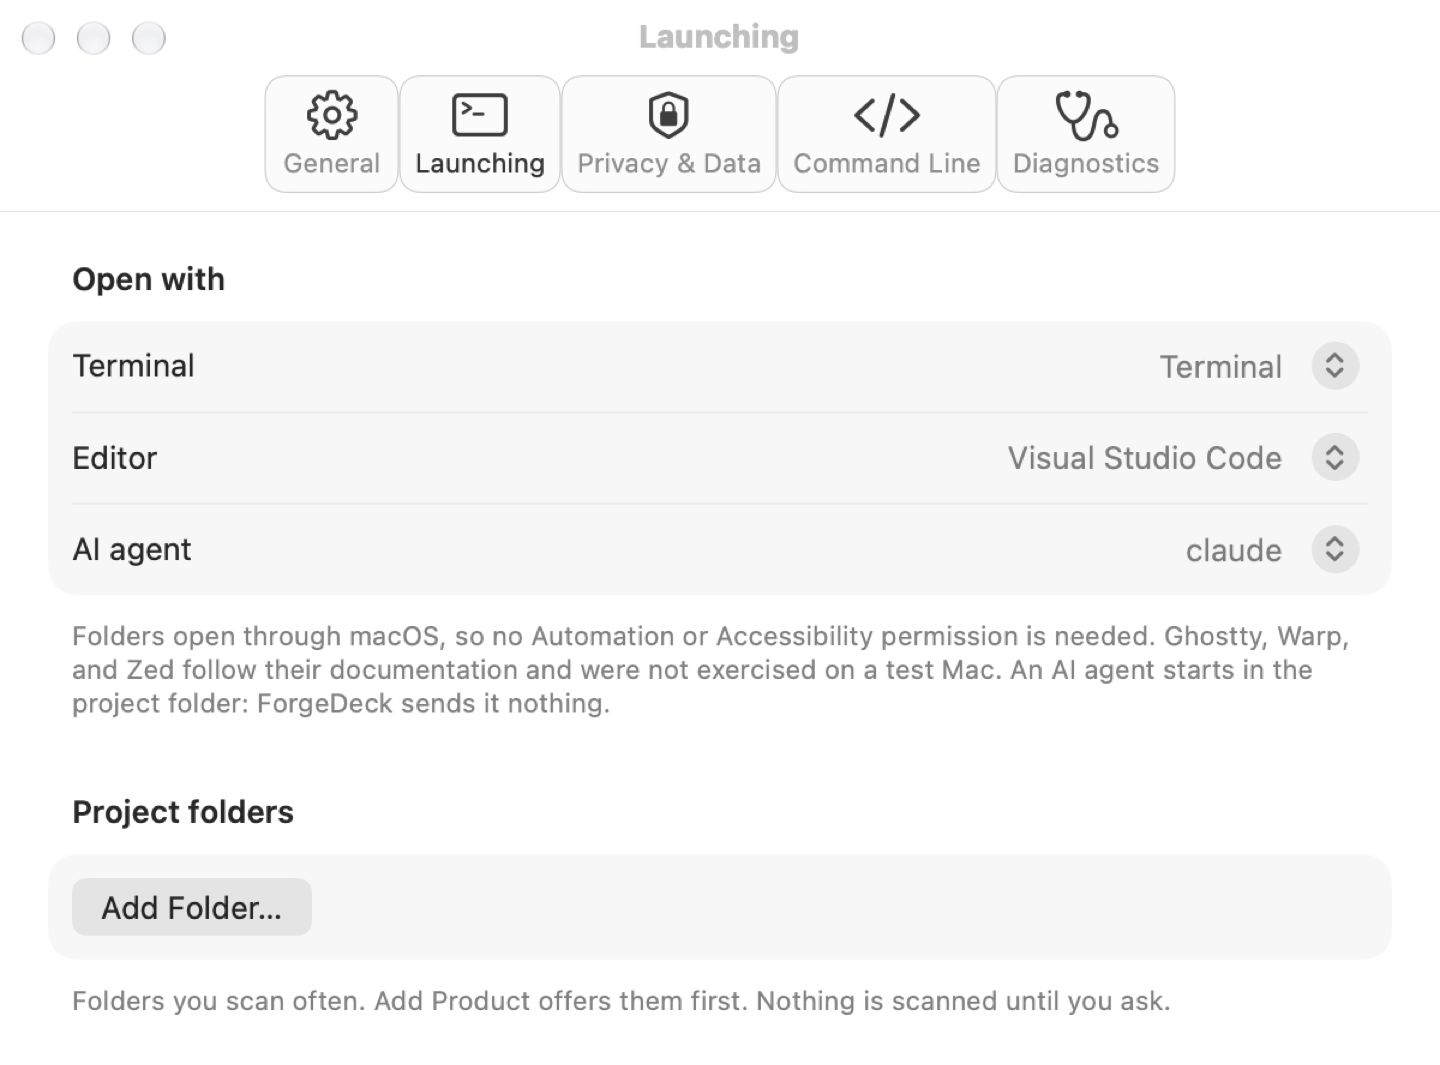 Launching
General
Launching
Privacy & Data
Command Line
Diagnostics
Open with
Terminal
Terminal
Editor
Visual Studio Code
AI agent
claude
Folders open through macOS, so no Automation or Accessibility permission is needed. Ghostty, Warp,
and Zed follow their documentation and were not exercised on a test Mac. An AI agent starts in the
project folder: ForgeDeck sends it nothing.
Project folders
Add Folder...
Folders you scan often. Add Product offers them first. Nothing is scanned until you ask.